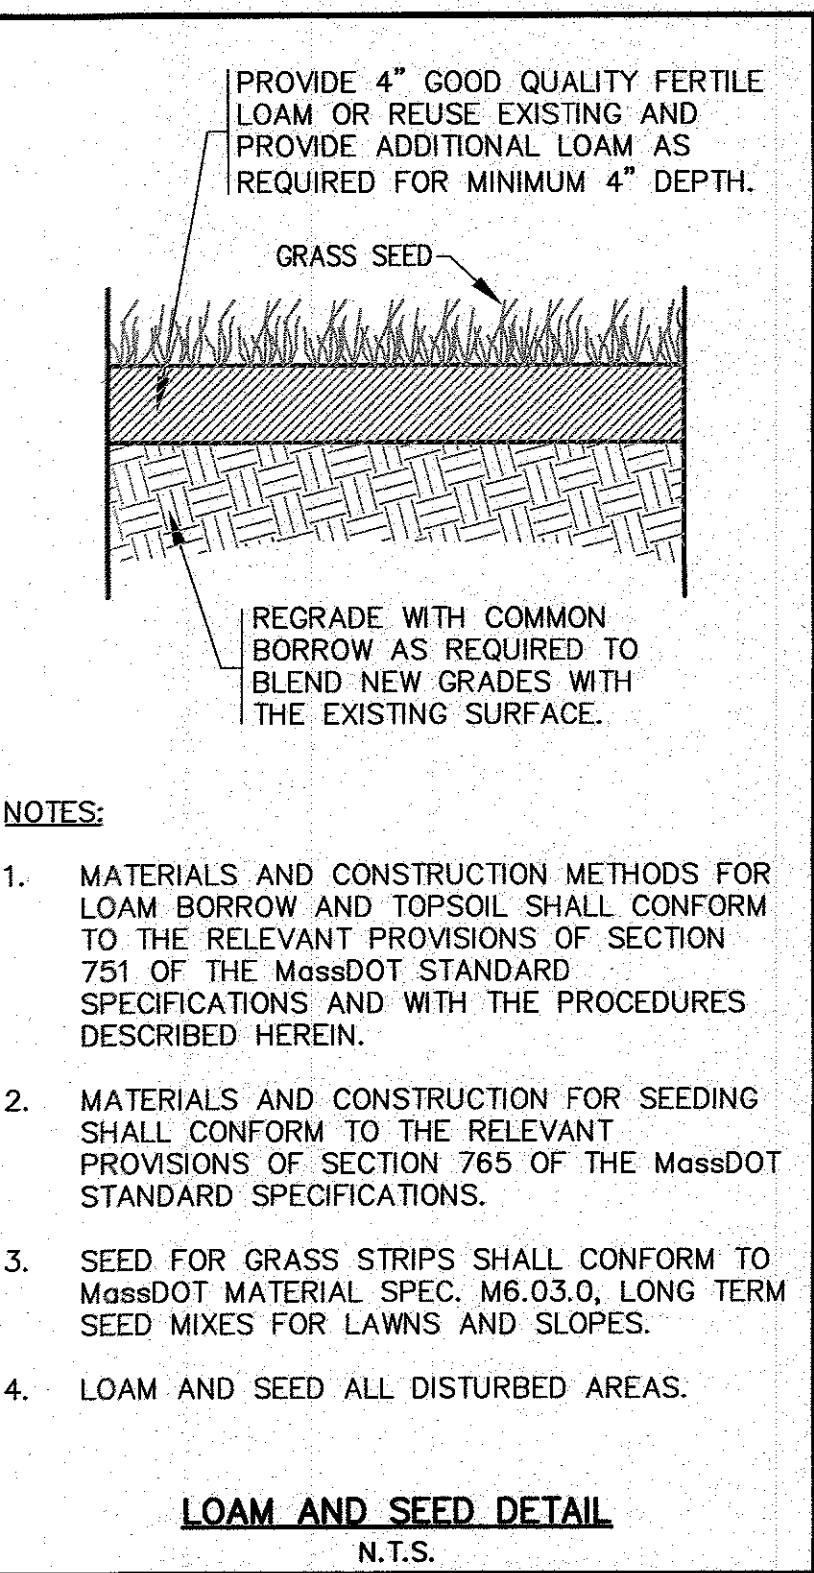 PROVIDE 4" GOOD QUALITY FERTILE
LOAM OR REUSE EXISTING AND
PROVIDE ADDITIONAL LOAM AS
REQUIRED FOR MINIMUM 4" DEPTH.
GRASS SEED
REGRADE WITH COMMON
BORROW AS REQUIRED TO
BLEND NEW GRADES WITH
THE EXISTING SURFACE.
NOTES:
1. MATERIALS AND CONSTRUCTION METHODS FOR
LOAM BORROW AND TOPSOIL SHALL CONFORM
TO THE RELEVANT PROVISIONS OF SECTION
751 OF THE MassDOT STANDARD
SPECIFICATIONS AND WITH THE PROCEDURES
DESCRIBED HEREIN.
2. MATERIALS AND CONSTRUCTION FOR SEEDING
SHALL CONFORM TO THE RELEVANT
PROVISIONS OF SECTION 765 OF THE MassDOT
STANDARD SPECIFICATIONS.
3. SEED FOR GRASS STRIPS SHALL CONFORM TO
MassDOT MATERIAL SPEC. M6.03.0, LONG TERM
SEED MIXES FOR LAWNS AND SLOPES.
4. LOAM AND SEED ALL DISTURBED AREAS.
LOAM AND SEED DETAIL
N.T.S.